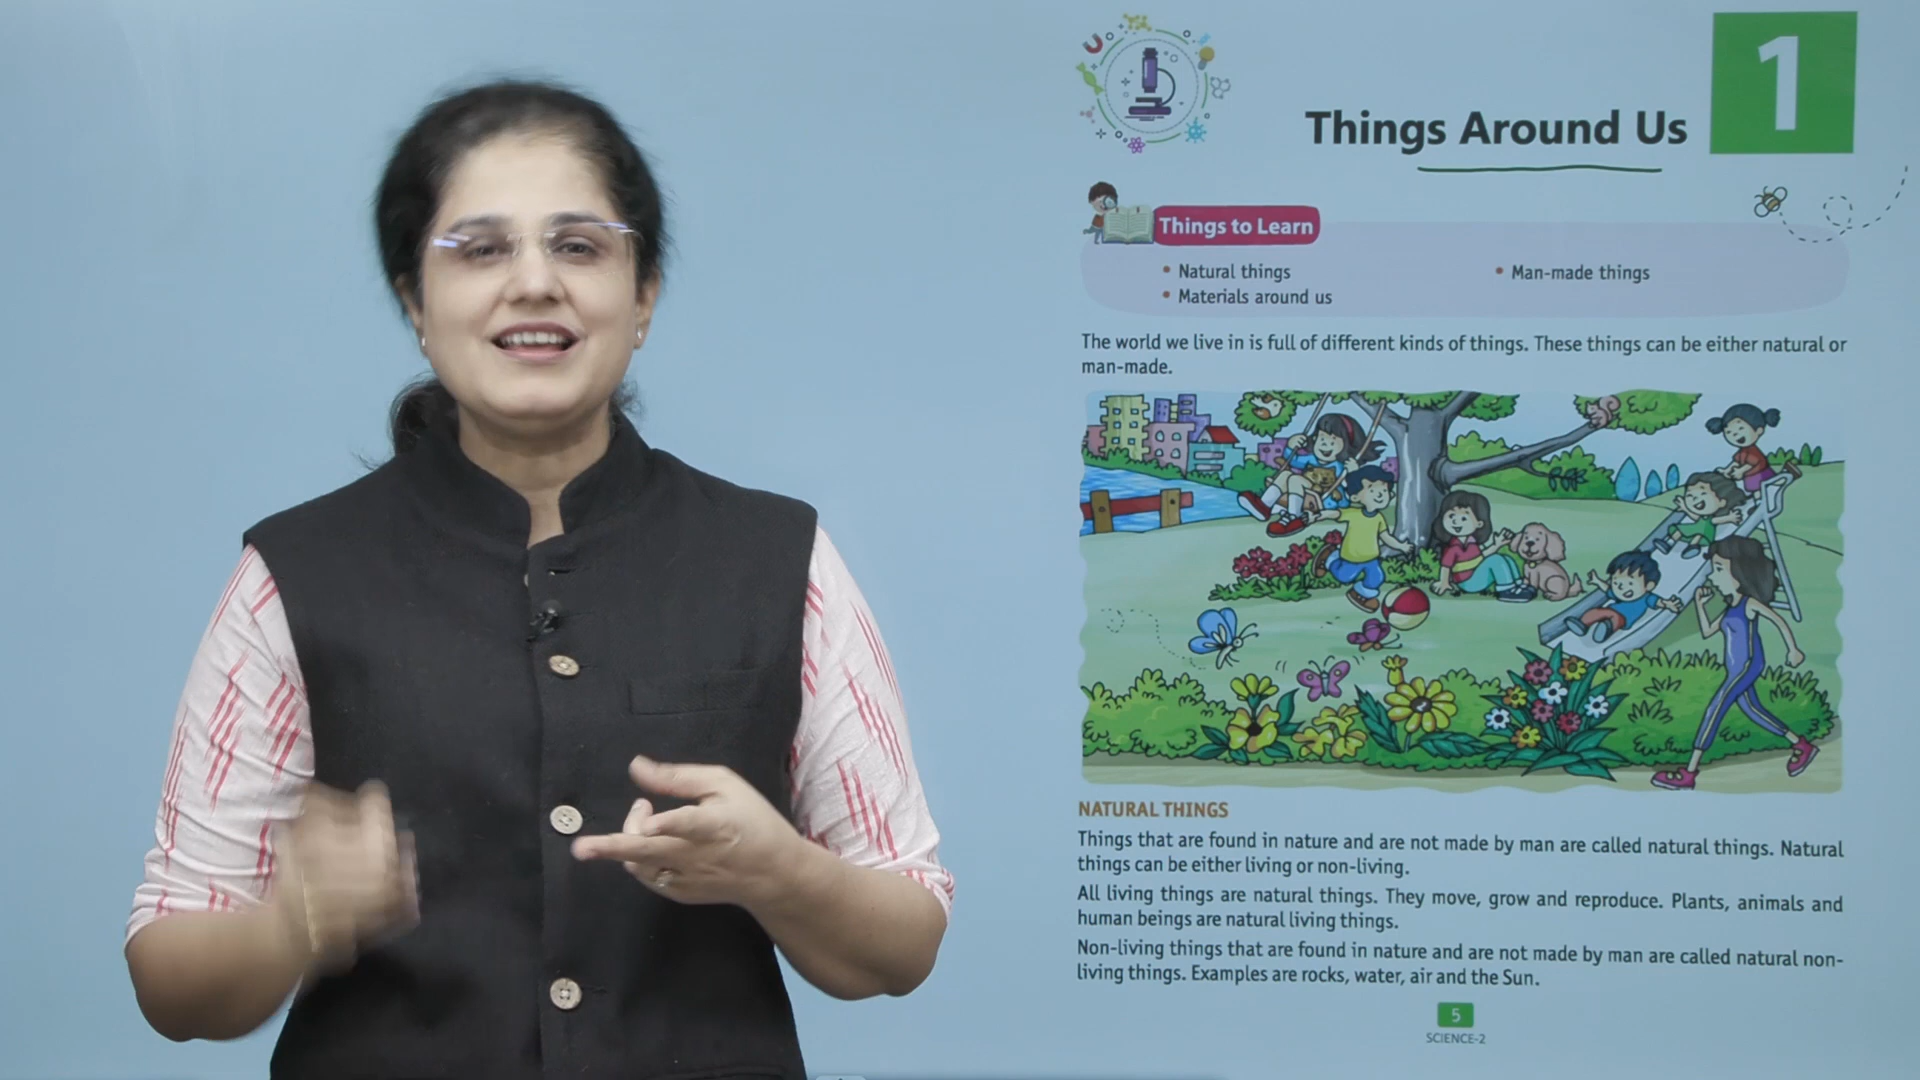 1
Things Around Us
Things to Learn
• Natural things
• Man-made things
• Materials around us
The world we live in is full of different kinds of things. These things can be either natural or
man-made.
NATURAL THINGS
Things that are found in nature and are not made by man are called natural things. Natural
things can be either living or non-living.
All living things are natural things. They move, grow and reproduce. Plants, animals and
human beings are natural living things.
Non-living things that are found in nature and are not made by man are called natural non-
living things. Examples are rocks, water, air and the Sun.
5
SCIENCE-2